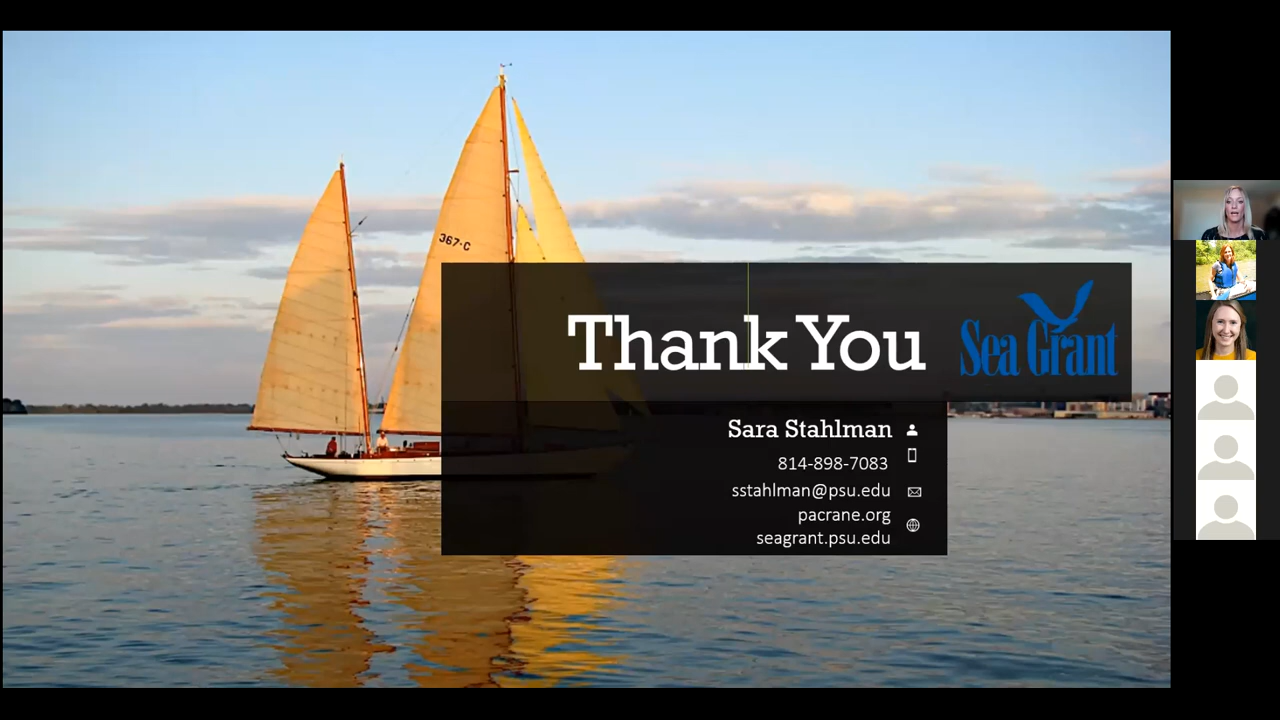 367-C
Thank You
Sea Grant
Sara Stahlman
814-898-7083
sstahlman@psu.edu
pacrane.org
seagrant.psu.edu